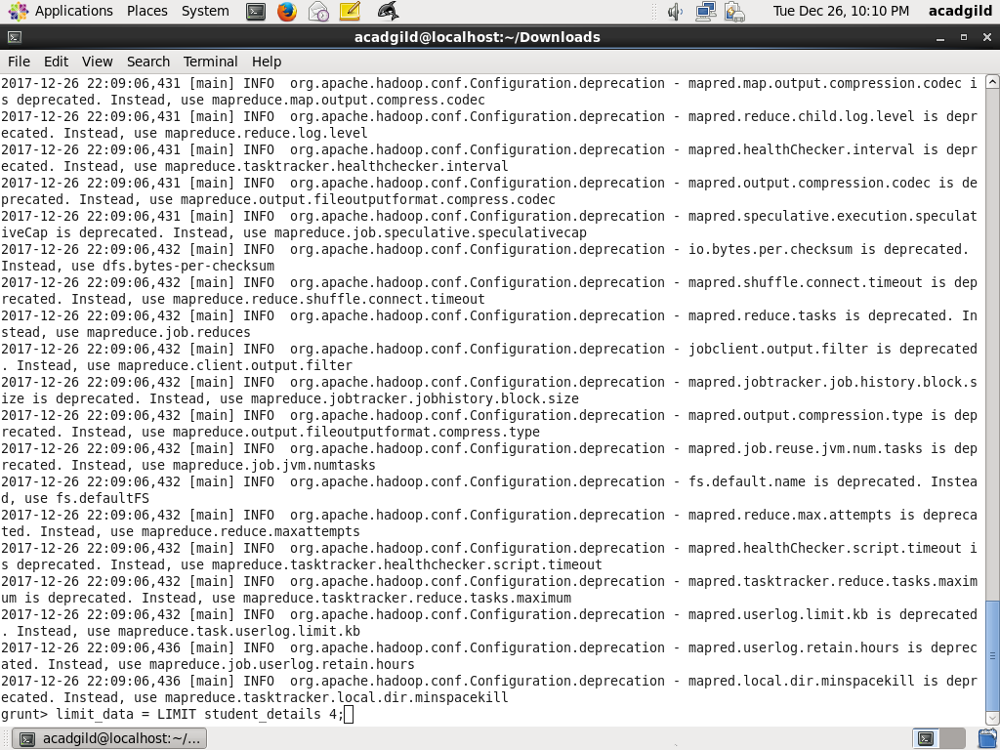 Applications Places System Tue Dec 26, 10:10 PM acadgild
acadgild@localhost:~/Downloads
File Edit View Search Terminal Help
2017-12-26 22:09:06,431 [main] INFO  org.apache.hadoop.conf.Configuration.deprecation - mapred.map.output.compression.codec i
s deprecated. Instead, use mapreduce.map.output.compress.codec
2017-12-26 22:09:06,431 [main] INFO  org.apache.hadoop.conf.Configuration.deprecation - mapred.reduce.child.log.level is depr
ecated. Instead, use mapreduce.reduce.log.level
2017-12-26 22:09:06,431 [main] INFO  org.apache.hadoop.conf.Configuration.deprecation - mapred.healthChecker.interval is depr
ecated. Instead, use mapreduce.tasktracker.healthchecker.interval
2017-12-26 22:09:06,431 [main] INFO  org.apache.hadoop.conf.Configuration.deprecation - mapred.output.compression.codec is de
precated. Instead, use mapreduce.output.fileoutputformat.compress.codec
2017-12-26 22:09:06,431 [main] INFO  org.apache.hadoop.conf.Configuration.deprecation - mapred.speculative.execution.speculat
iveCap is deprecated. Instead, use mapreduce.job.speculative.speculativecap
2017-12-26 22:09:06,432 [main] INFO  org.apache.hadoop.conf.Configuration.deprecation - io.bytes.per.checksum is deprecated.
Instead, use dfs.bytes-per-checksum
2017-12-26 22:09:06,432 [main] INFO  org.apache.hadoop.conf.Configuration.deprecation - mapred.shuffle.connect.timeout is dep
recated. Instead, use mapreduce.reduce.shuffle.connect.timeout
2017-12-26 22:09:06,432 [main] INFO  org.apache.hadoop.conf.Configuration.deprecation - mapred.reduce.tasks is deprecated. In
stead, use mapreduce.job.reduces
2017-12-26 22:09:06,432 [main] INFO  org.apache.hadoop.conf.Configuration.deprecation - jobclient.output.filter is deprecated
. Instead, use mapreduce.client.output.filter
2017-12-26 22:09:06,432 [main] INFO  org.apache.hadoop.conf.Configuration.deprecation - mapred.jobtracker.job.history.block.s
ize is deprecated. Instead, use mapreduce.jobtracker.jobhistory.block.size
2017-12-26 22:09:06,432 [main] INFO  org.apache.hadoop.conf.Configuration.deprecation - mapred.output.compression.type is dep
recated. Instead, use mapreduce.output.fileoutputformat.compress.type
2017-12-26 22:09:06,432 [main] INFO  org.apache.hadoop.conf.Configuration.deprecation - mapred.job.reuse.jvm.num.tasks is dep
recated. Instead, use mapreduce.job.jvm.numtasks
2017-12-26 22:09:06,432 [main] INFO  org.apache.hadoop.conf.Configuration.deprecation - fs.default.name is deprecated. Instea
d, use fs.defaultFS
2017-12-26 22:09:06,432 [main] INFO  org.apache.hadoop.conf.Configuration.deprecation - mapred.reduce.max.attempts is depreca
ted. Instead, use mapreduce.reduce.maxattempts
2017-12-26 22:09:06,432 [main] INFO  org.apache.hadoop.conf.Configuration.deprecation - mapred.healthChecker.script.timeout i
s deprecated. Instead, use mapreduce.tasktracker.healthchecker.script.timeout
2017-12-26 22:09:06,432 [main] INFO  org.apache.hadoop.conf.Configuration.deprecation - mapred.tasktracker.reduce.tasks.maxim
um is deprecated. Instead, use mapreduce.tasktracker.reduce.tasks.maximum
2017-12-26 22:09:06,432 [main] INFO  org.apache.hadoop.conf.Configuration.deprecation - mapred.userlog.limit.kb is deprecated
. Instead, use mapreduce.task.userlog.limit.kb
2017-12-26 22:09:06,436 [main] INFO  org.apache.hadoop.conf.Configuration.deprecation - mapred.userlog.retain.hours is deprec
ated. Instead, use mapreduce.job.userlog.retain.hours
2017-12-26 22:09:06,436 [main] INFO  org.apache.hadoop.conf.Configuration.deprecation - mapred.local.dir.minspacekill is depr
ecated. Instead, use mapreduce.tasktracker.local.dir.minspacekill
grunt> limit_data = LIMIT student_details 4;
acadgild@localhost:~/...